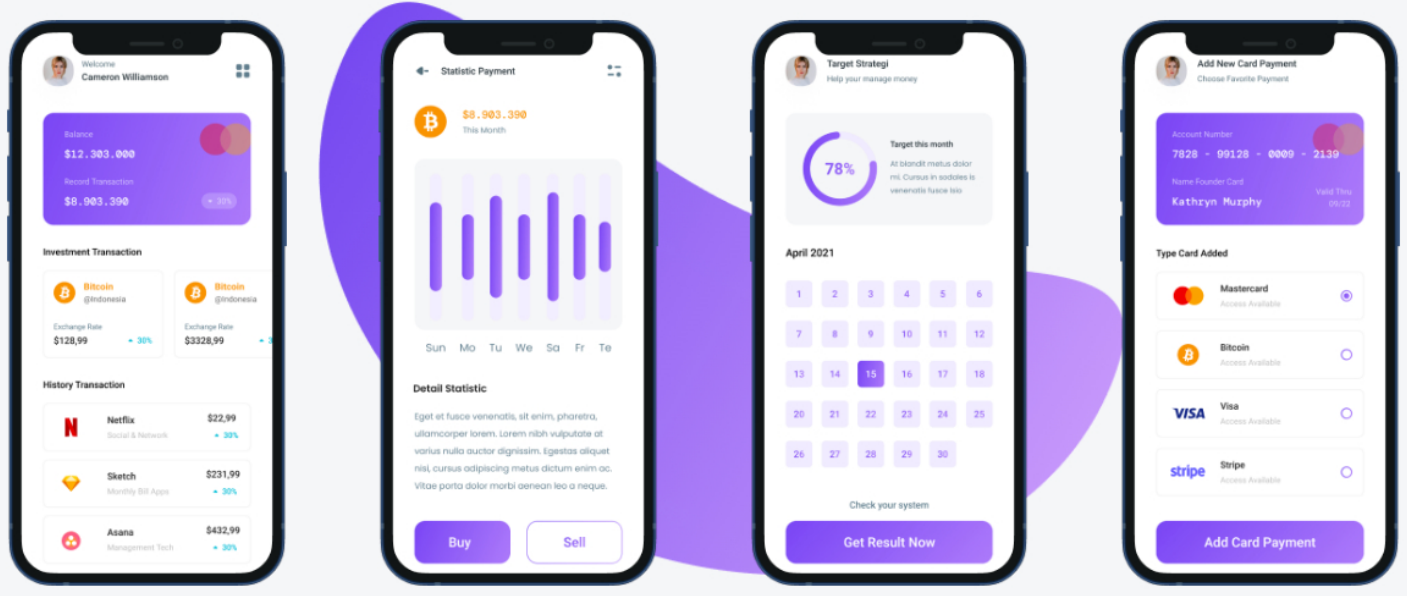 Welcome
Cameron Williamson
Balance
$12.303.000
Record Transaction
$8.903.390
30%
Investment Transaction
Bitcoin
@Indonesia
Exchange Rate
$128,99
30%
Bitcoin
@Indonesia
Exchange Rate
$3328,99
3
History Transaction
Netflix
$22,99
Social & Network
30%
Sketch
$231,99
Monthly Bill Apps
30%
Asana
$432,99
Management Tech
30%
Statistic Payment
$8.903.390
This Month
Sun Mo Tu We Sa Fr Te
Detail Statistic
Eget et fusce venenatis, sit enim, pharetra,
ullamcorper lorem. Lorem nibh vulputate at
varius nulla auctor dignissim. Egestas aliquet
nisl, cursus adipiscing metus dictum enim ac.
Vitae porta dolor morbi aenean leo a neque.
Buy
Sell
Target Strategi
Help your manage money
78%
Target this month
At blandit metus dolor
mi. Cursus in sodales is
venenatis fusce isio
April 2021
1 2 3 4 5 6
7 8 9 10 11 12
13 14 15 16 17 18
20 21 22 23 24 25
26 27 28 29 30
Check your system
Get Result Now
Add New Card Payment
Choose Favorite Payment
Account Number
7828 - 99128 - 0009 - 2139
Name Founder Card
Kathryn Murphy
Valid Thru
09/22
Type Card Added
Mastercard
Access Available
Bitcoin
Access Available
VISA
Visa
Access Available
stripe
Stripe
Access Available
Add Card Payment